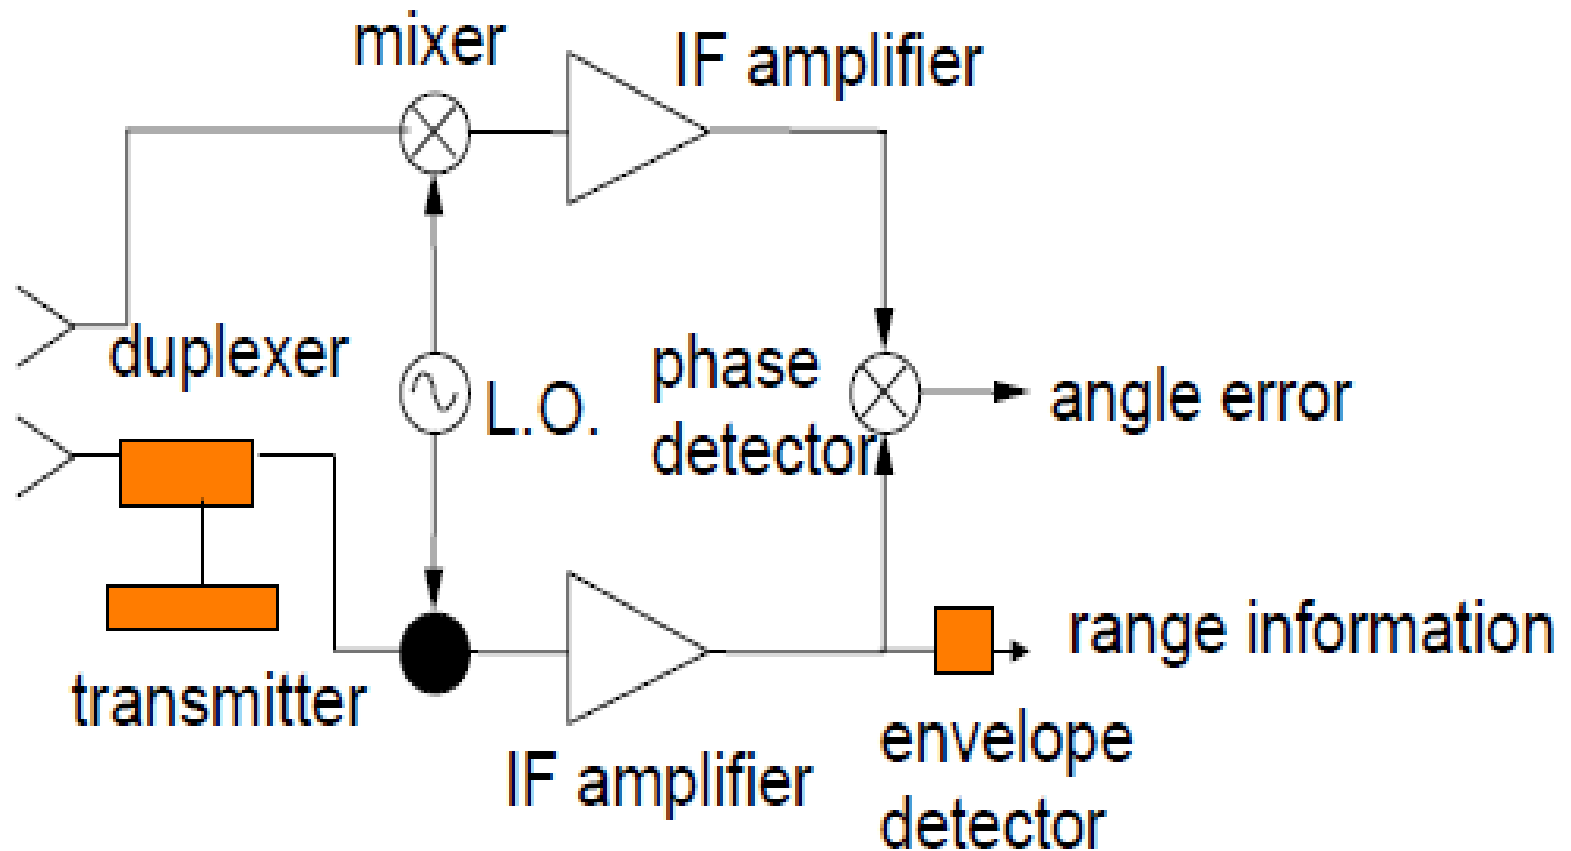 mixer
IF amplifier
duplexer
L.O.
phase
detector
angle error
transmitter
range information
IF amplifier
envelope
detector